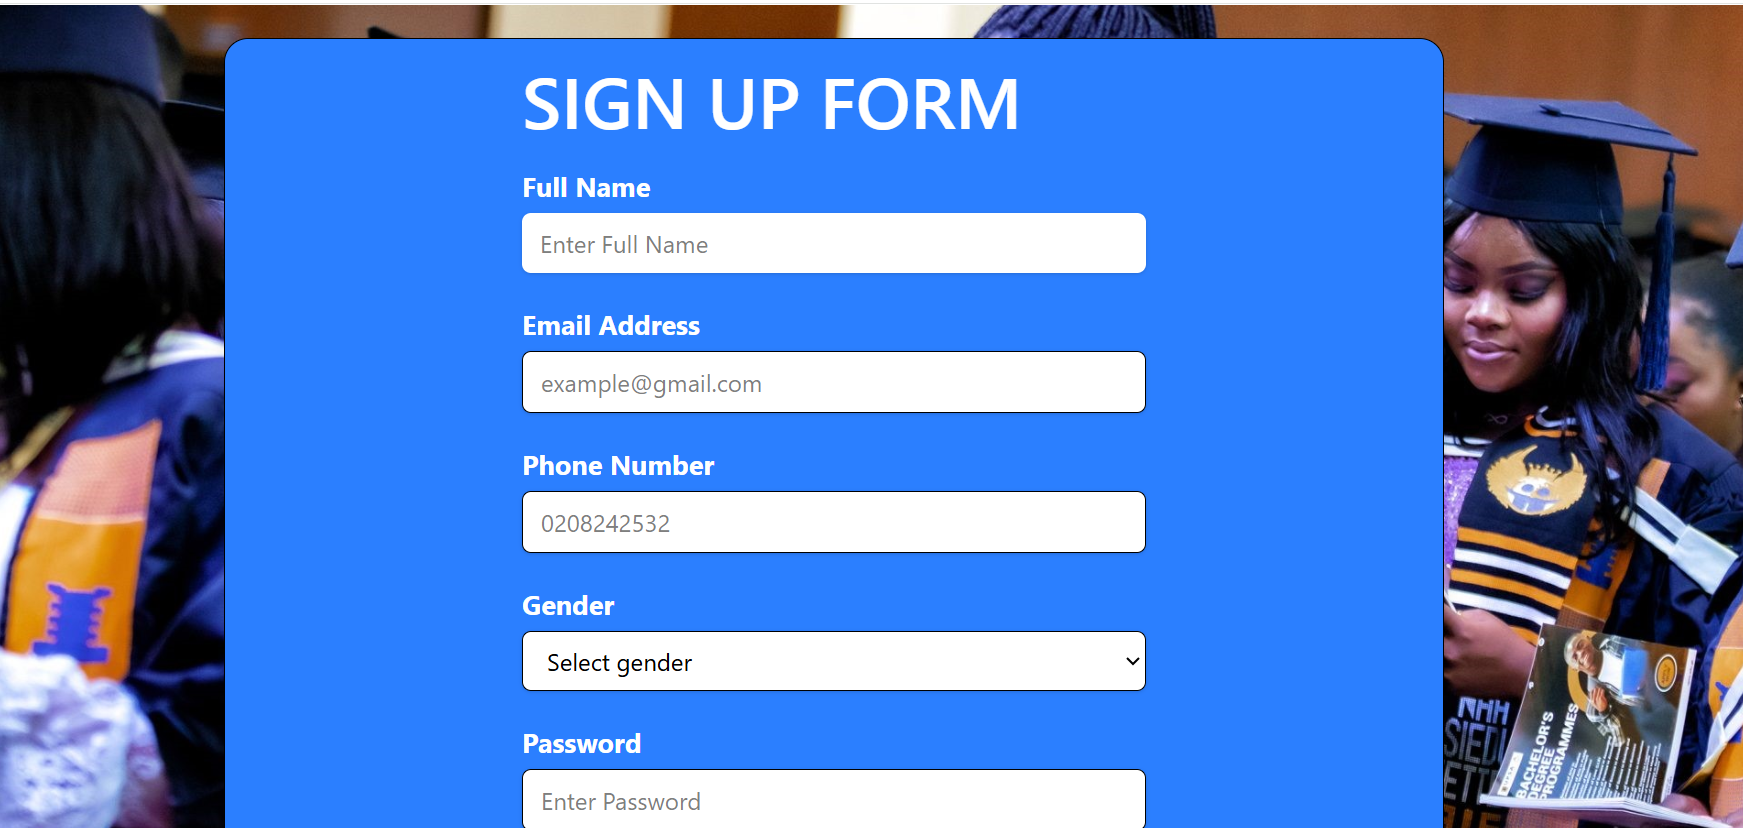 SIGN UP FORM
Full Name
Enter Full Name
Email Address
example@gmail.com
Phone Number
0208242532
Gender
Select gender
Password
Enter Password
BACHELOR'S
DEGREE
PROGRAMMES